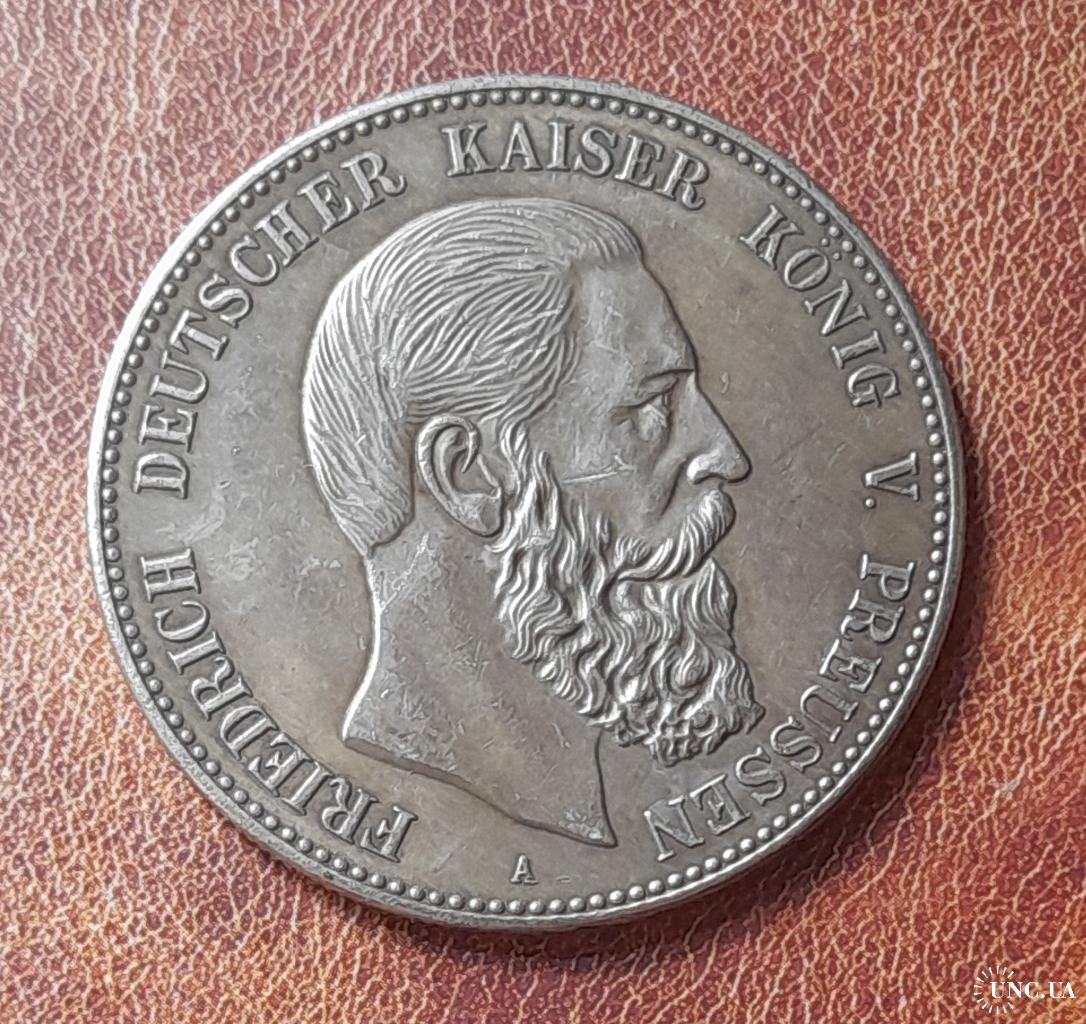 FRIEDRICH DEUTSCHER KAISER KÖNIG V. PREUSSEN
A
UNC.UA